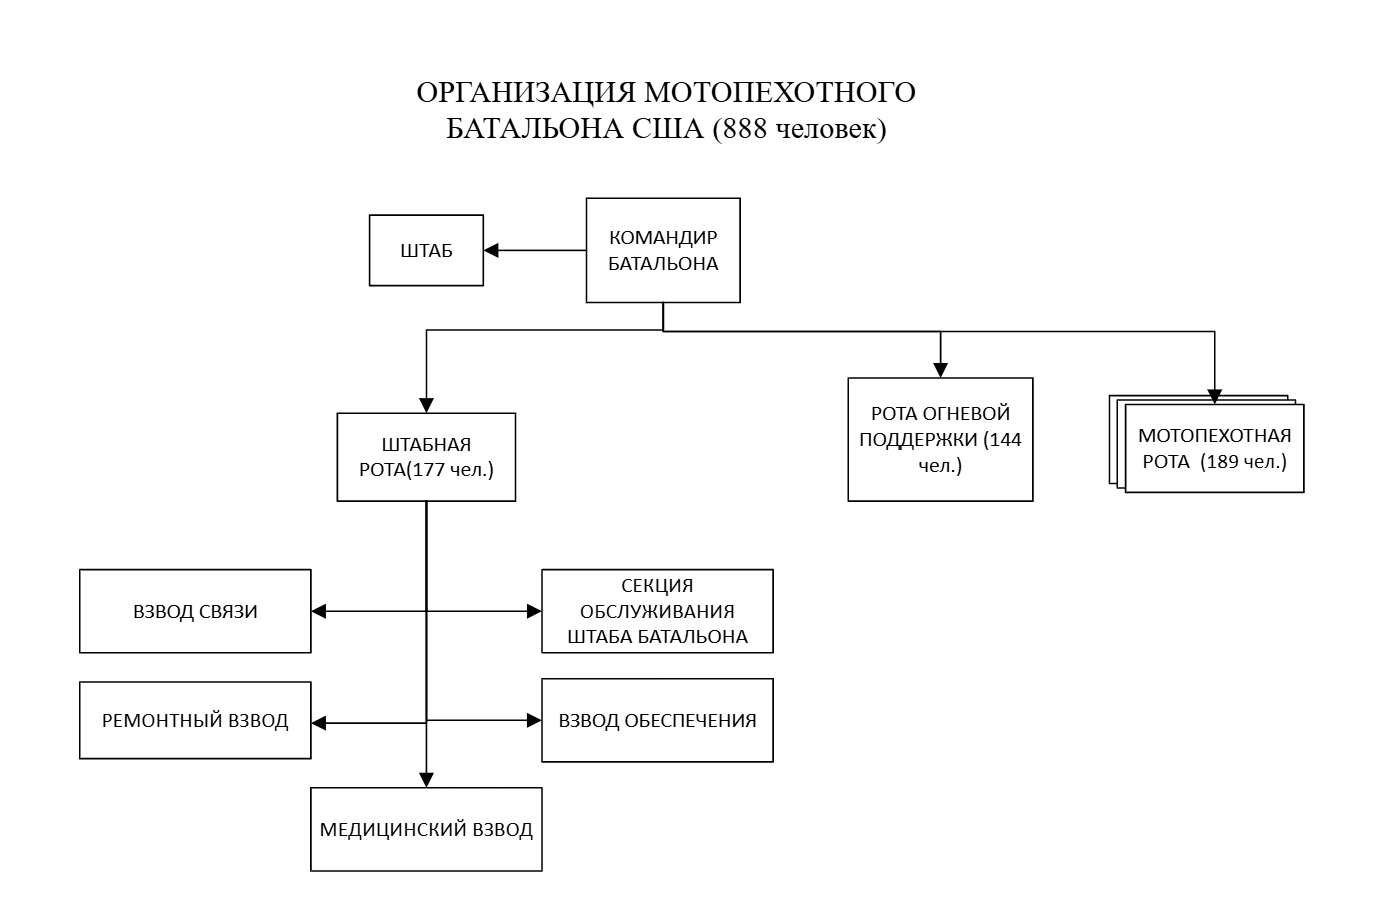 ОРГАНИЗАЦИЯ МОТОПЕХОТНОГО
БАТАЛЬОНА США (888 человек)
ШТАБ
КОМАНДИР
БАТАЛЬОНА
ШТАБНАЯ
РОТА(177 чел.)
РОТА ОГНЕВОЙ
ПОДДЕРЖКИ (144
чел.)
МОТОПЕХОТНАЯ
РОТА (189 чел.)
ВЗВОД СВЯЗИ
СЕКЦИЯ
ОБСЛУЖИВАНИЯ
ШТАБА БАТАЛЬОНА
РЕМОНТНЫЙ ВЗВОД
ВЗВОД ОБЕСПЕЧЕНИЯ
МЕДИЦИНСКИЙ ВЗВОД